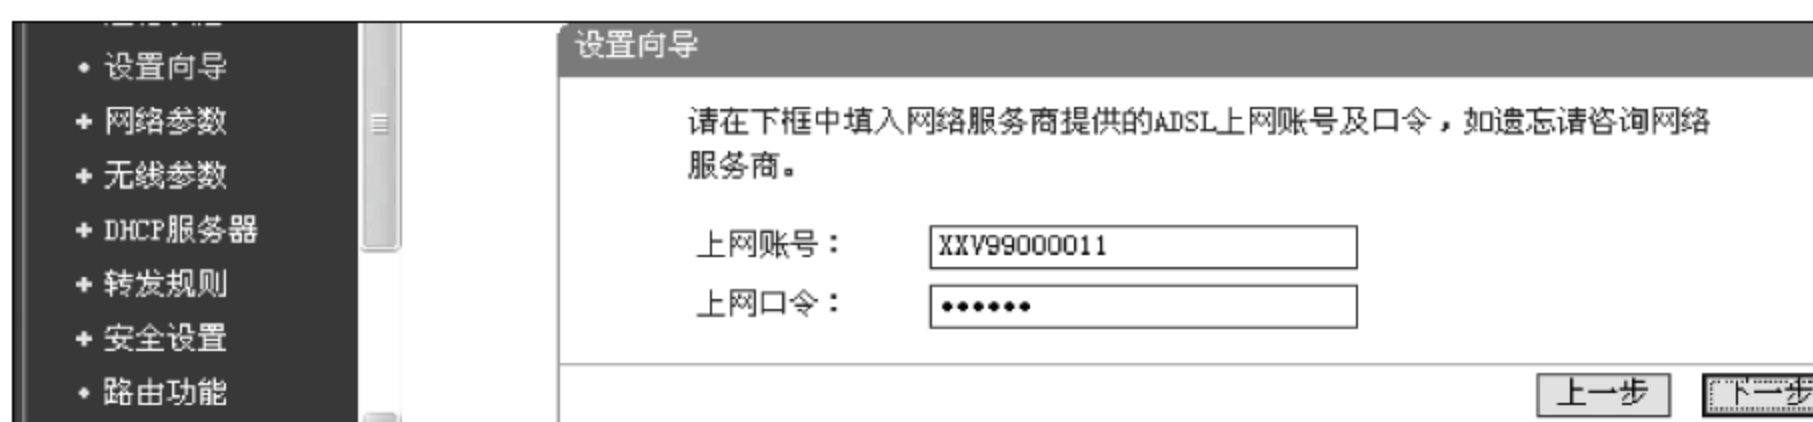 设置向导
网络参数
无线参数
DHCP服务器
转发规则
安全设置
路由功能
设置向导
请在下框中填入网络服务商提供的ADSL上网账号及口令，如遗忘请咨询网络
服务商。
上网账号： XXV99000011
上网口令： ••••••
上一步 下一步